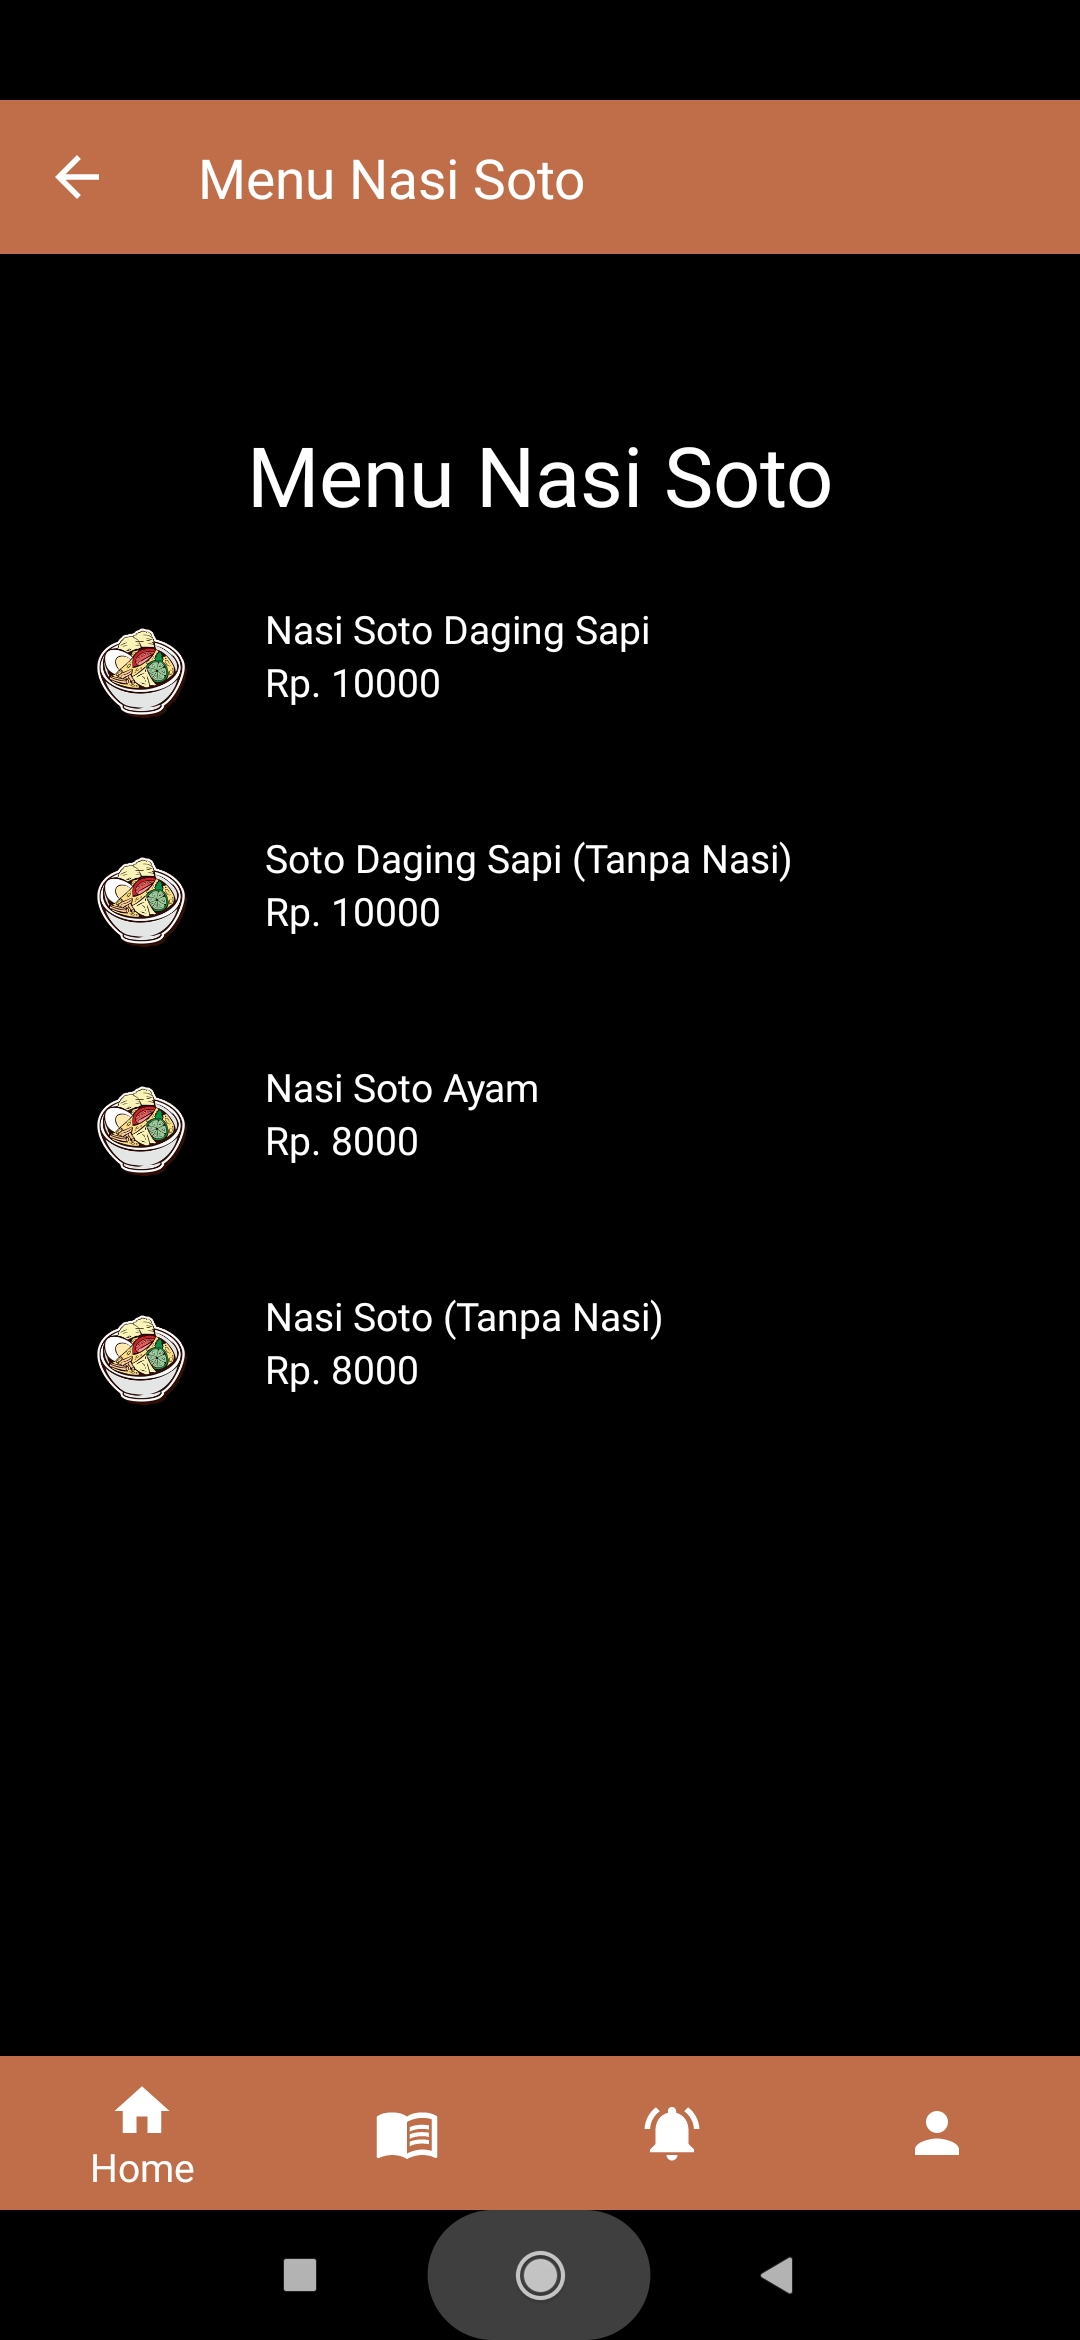 Menu Nasi Soto
Menu Nasi Soto
Nasi Soto Daging Sapi
Rp. 10000
Soto Daging Sapi (Tanpa Nasi)
Rp. 10000
Nasi Soto Ayam
Rp. 8000
Nasi Soto (Tanpa Nasi)
Rp. 8000
Home